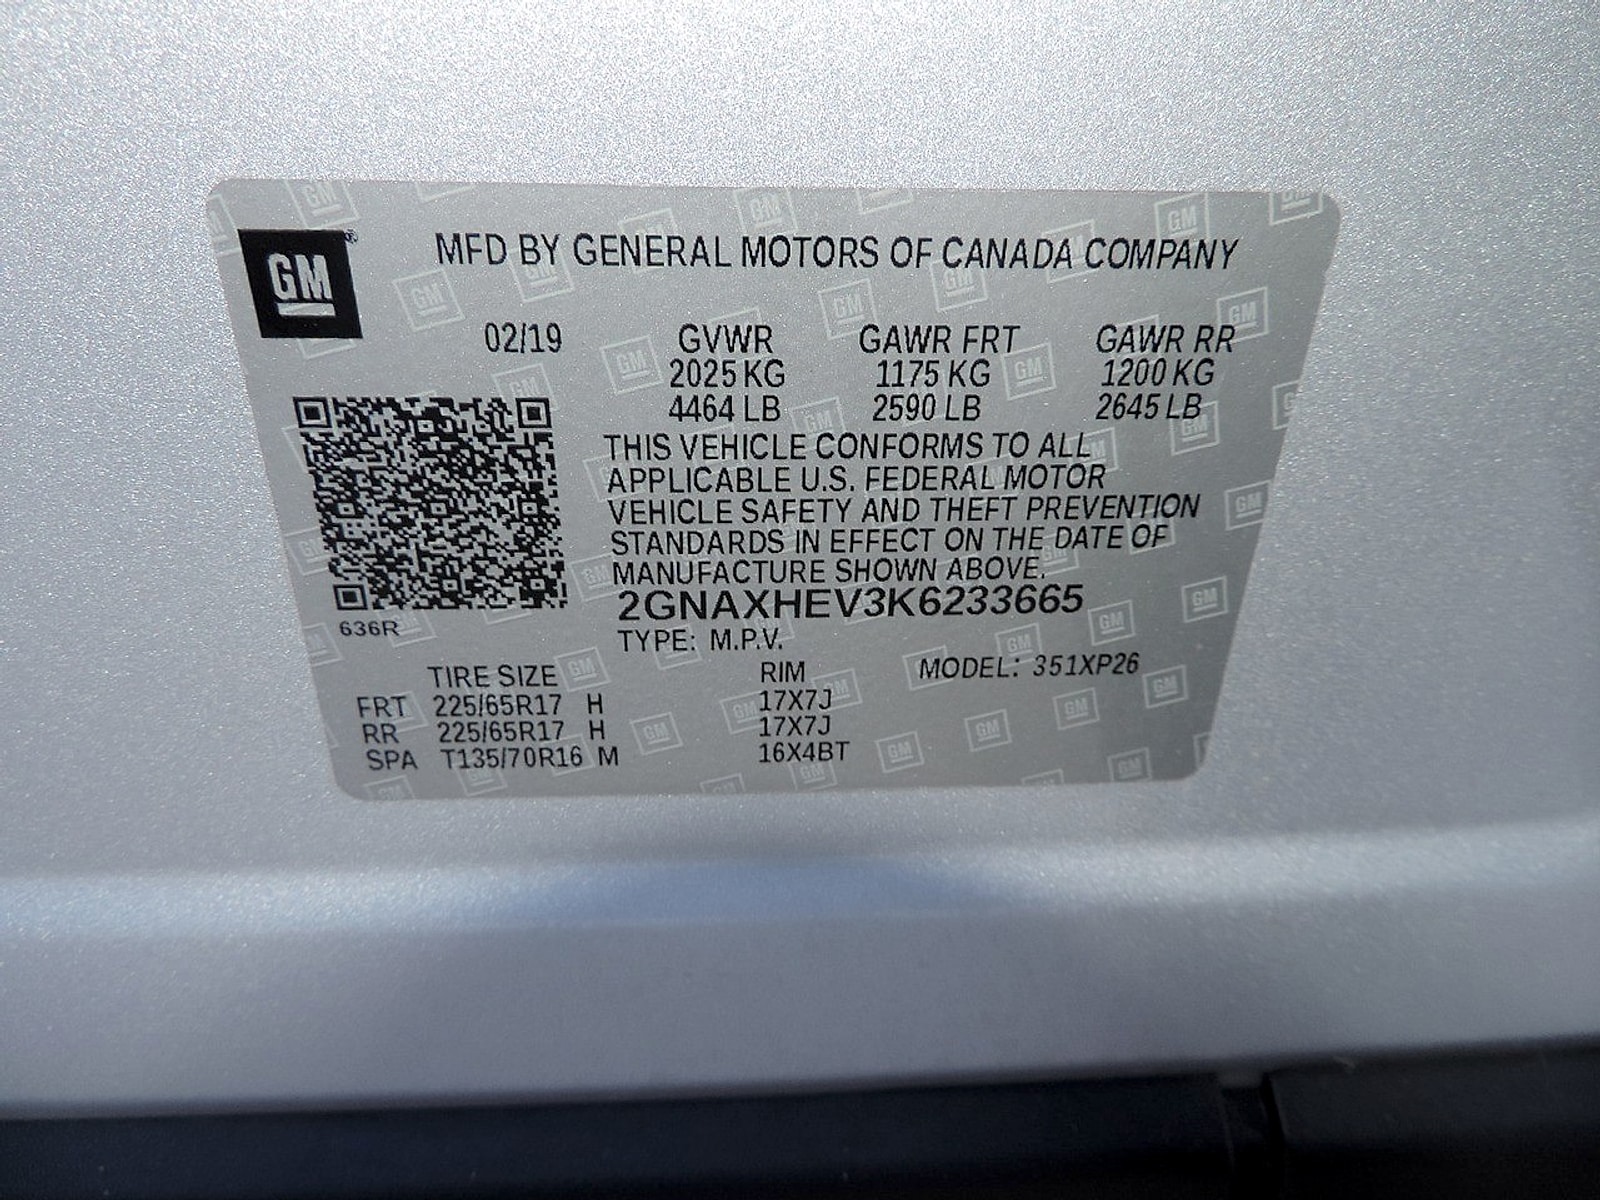 GM®
MFD BY GENERAL MOTORS OF CANADA COMPANY
02/19 GVWR GAWR FRT GAWR RR
2025 KG 1175 KG 1200 KG
4464 LB 2590 LB 2645 LB
THIS VEHICLE CONFORMS TO ALL
APPLICABLE U.S. FEDERAL MOTOR
VEHICLE SAFETY AND THEFT PREVENTION
STANDARDS IN EFFECT ON THE DATE OF
MANUFACTURE SHOWN ABOVE.
2GNAXHEV3K6233665
636R
TYPE: M.P.V.
TIRE SIZE RIM MODEL: 351XP26
FRT 225/65R17 H 17X7J
RR 225/65R17 H 17X7J
SPA T135/70R16 M 16X4BT